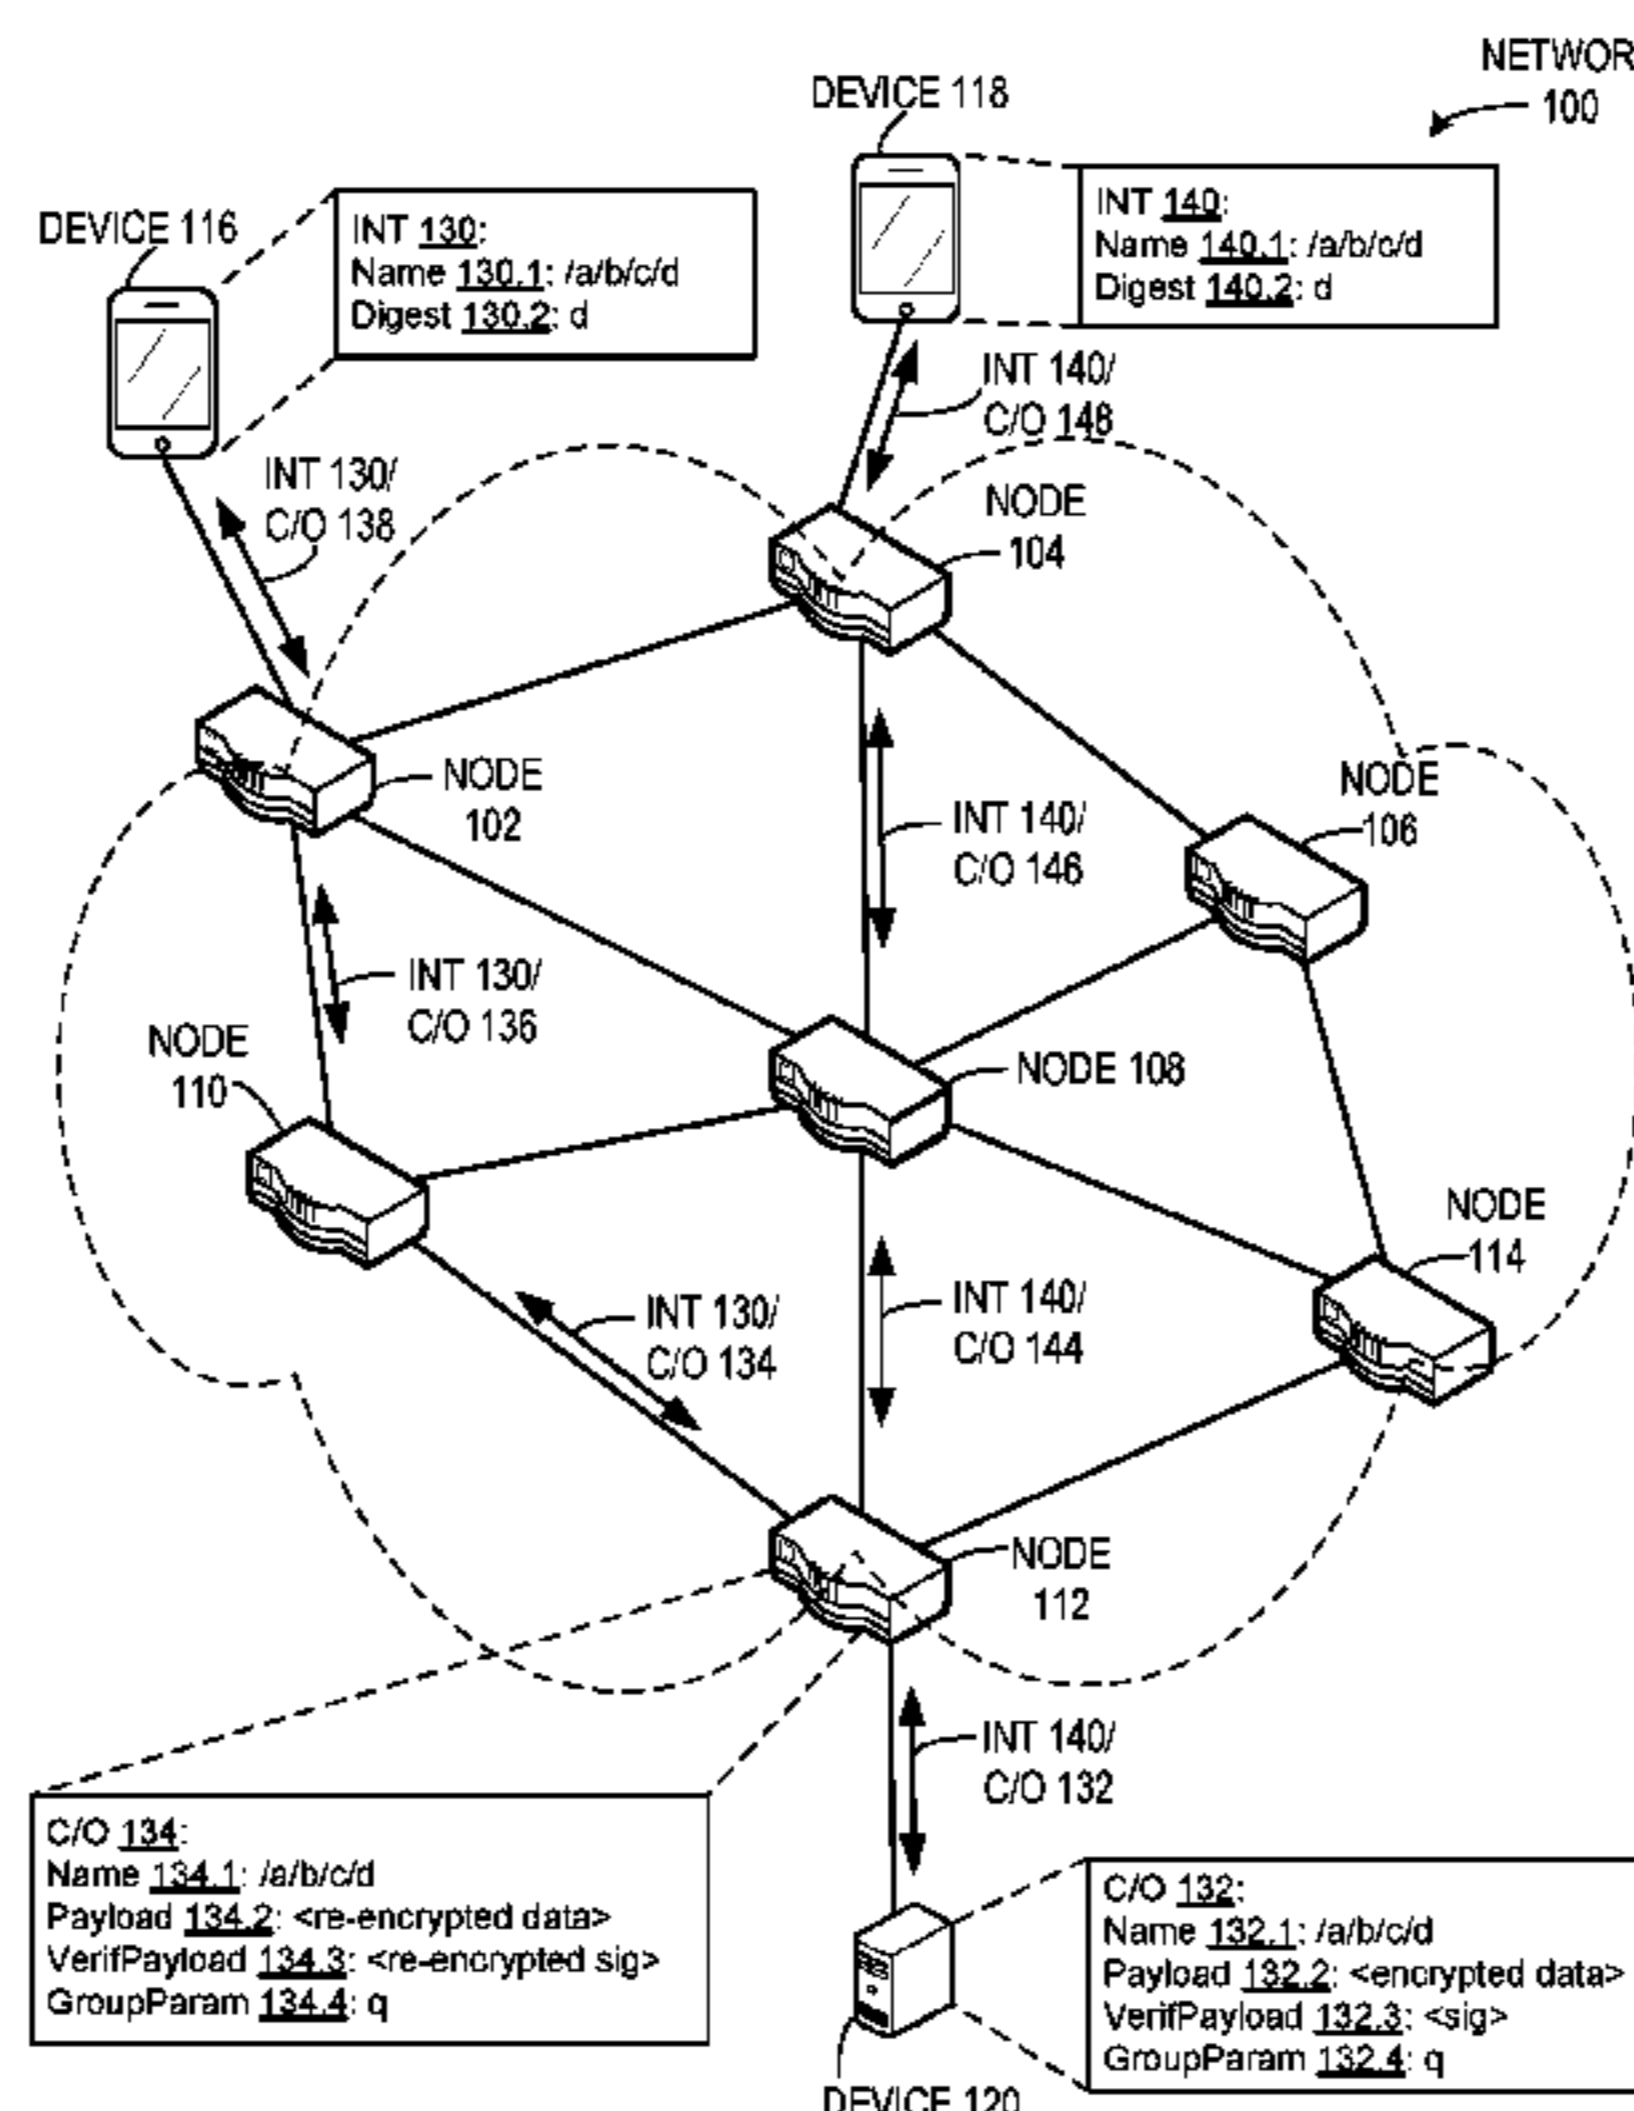 NETWOR
100
DEVICE 118
INT 140:
Name 140.1: /a/b/c/d
Digest 140.2: d
DEVICE 116
INT 130:
Name 130.1: /a/b/c/d
Digest 130.2: d
INT 140/
C/O 148
INT 130/
C/O 138
NODE
104
NODE
102
NODE
106
INT 140/
C/O 146
INT 130/
C/O 136
NODE
110
NODE 108
NODE
114
INT 130/
C/O 134
INT 140/
C/O 144
NODE
112
INT 140/
C/O 132
C/O 134:
Name 134.1: /a/b/c/d
Payload 134.2: <re-encrypted data>
VerifPayload 134.3: <re-encrypted sig>
GroupParam 134.4: q
C/O 132:
Name 132.1: /a/b/c/d
Payload 132.2: <encrypted data>
VerifPayload 132.3: <sig>
GroupParam 132.4: q
DEVICE 120